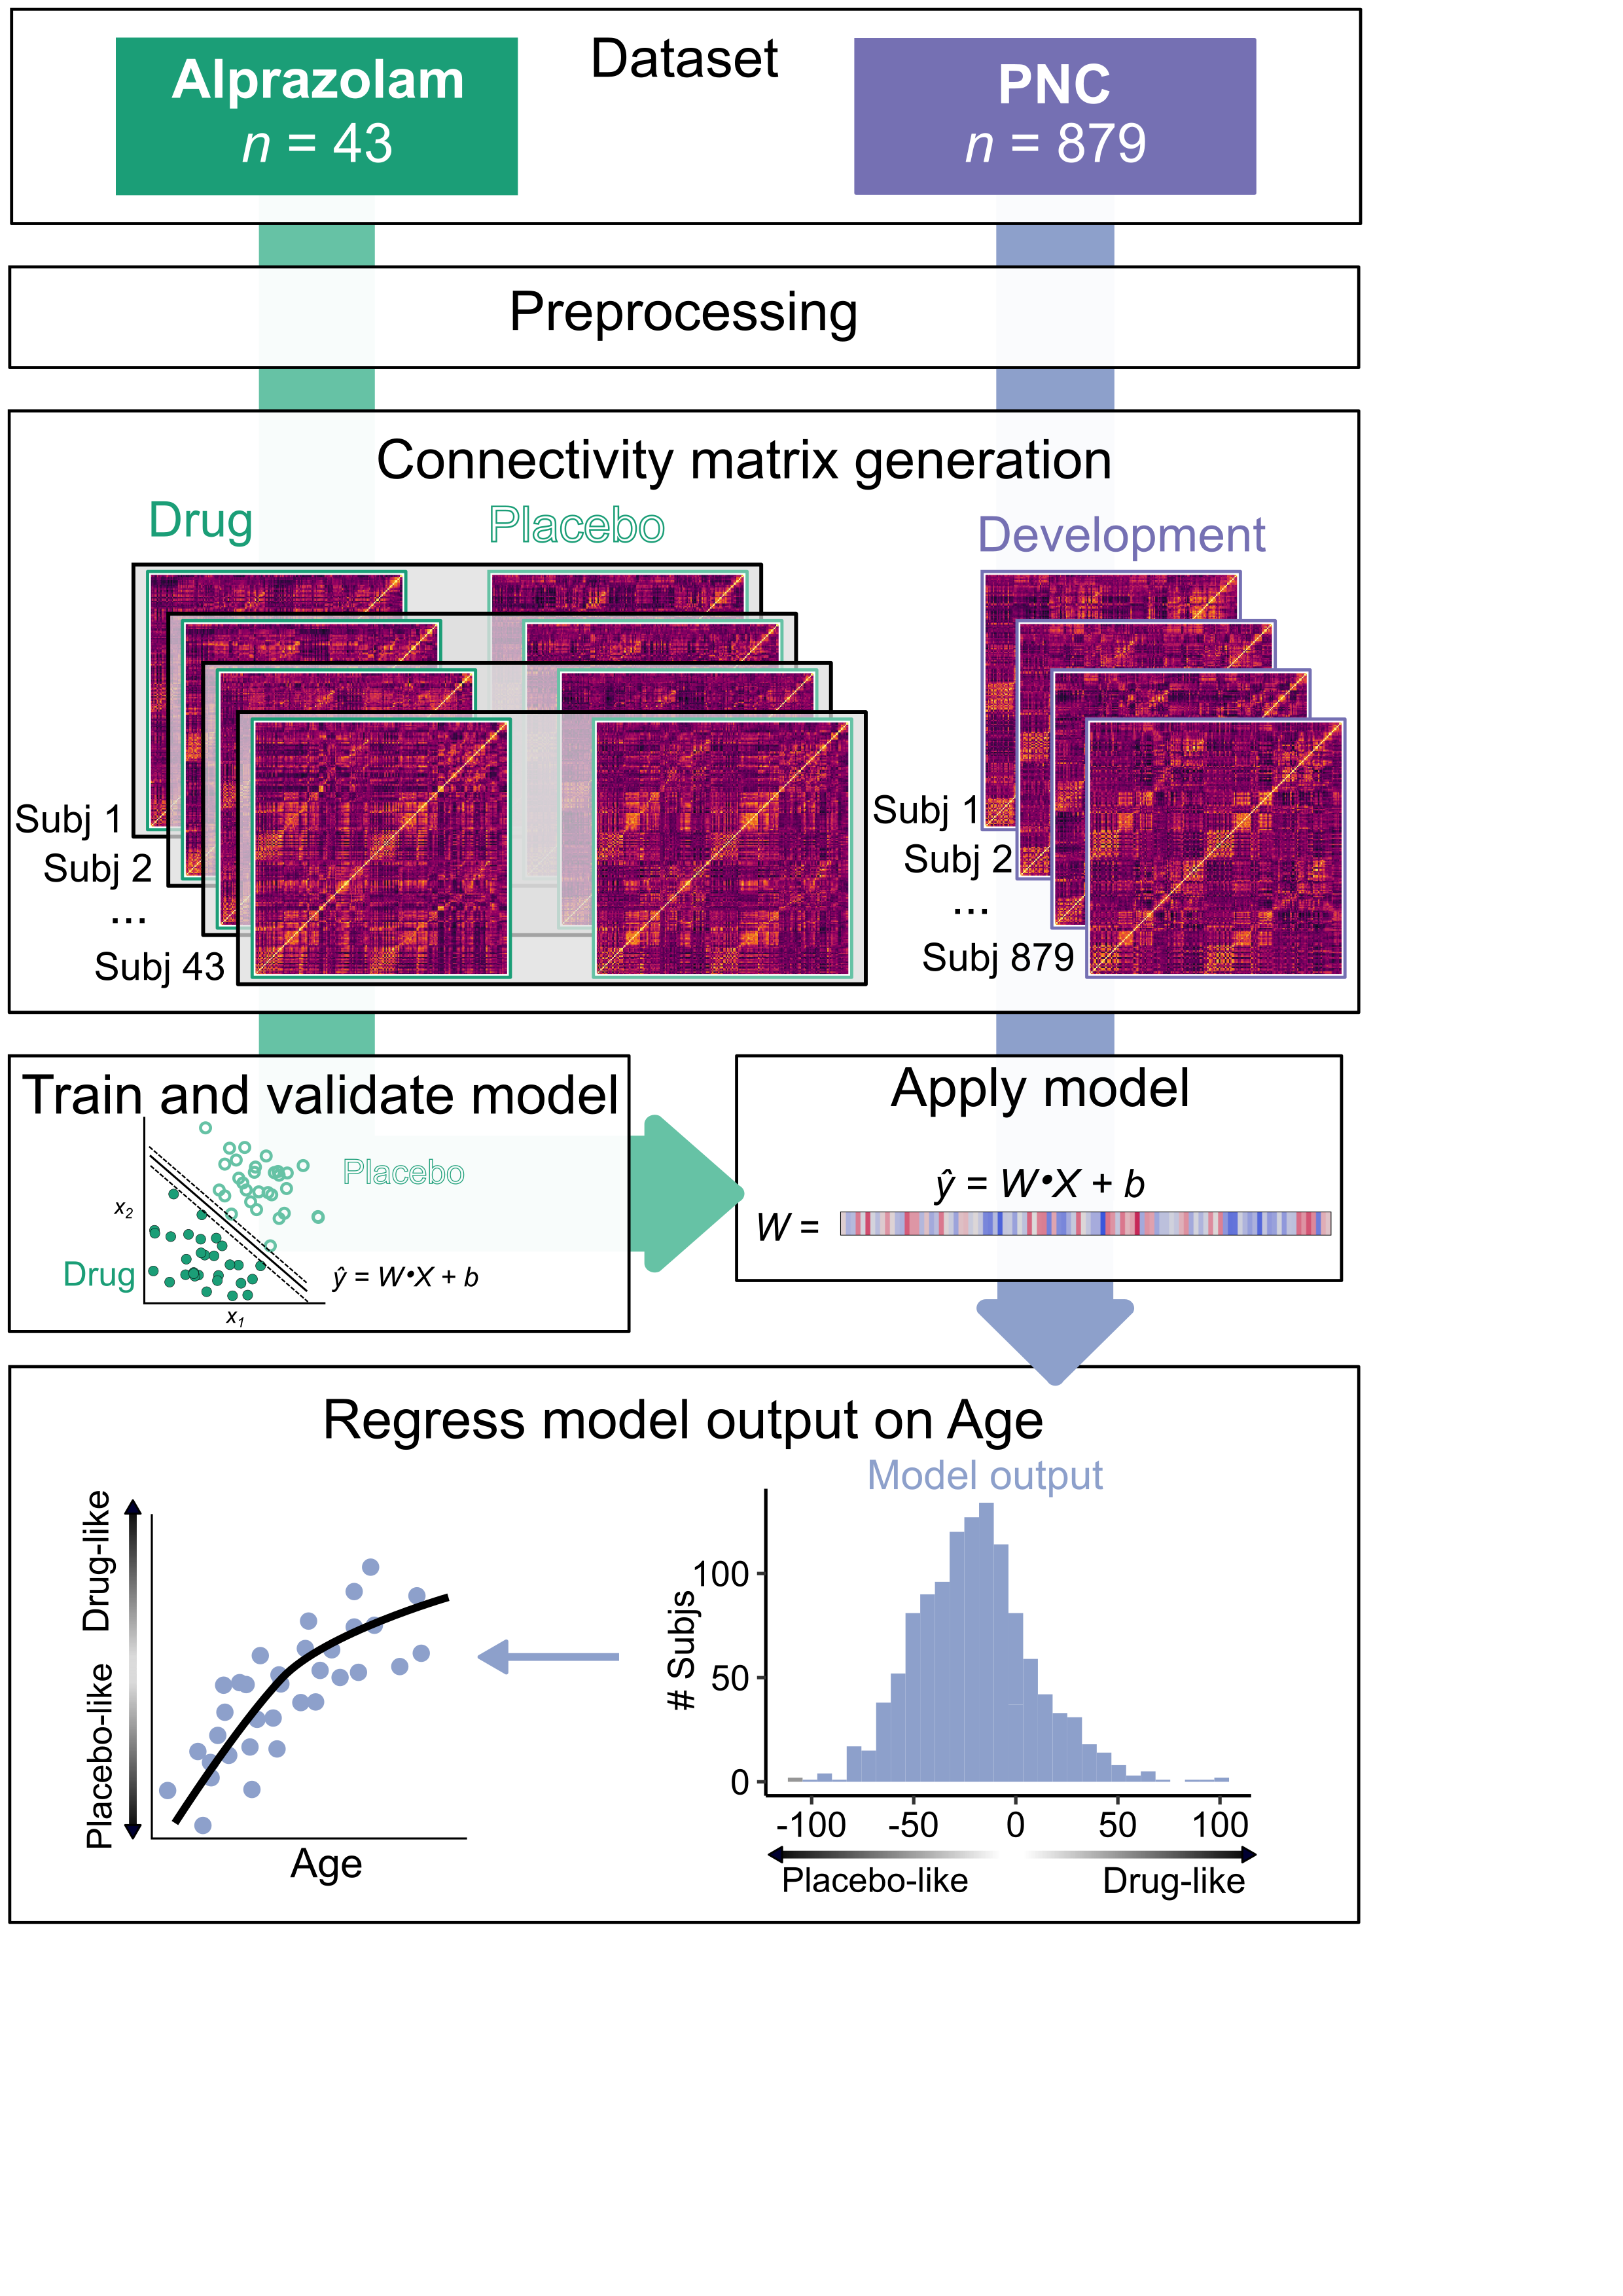 Dataset
Alprazolam
n = 43
PNC
n = 879
Preprocessing
Connectivity matrix generation
Drug
Placebo
Development
Subj 1
Subj 2
...
Subj 43
Subj 1
Subj 2
...
Subj 879
Train and validate model
Placebo
x2
Drug
ŷ = W•X + b
x1
Apply model
ŷ = W•X + b
W =
Regress model output on Age
Drug-like
Placebo-like
Age
Model output
# Subjs
100
50
0
-100 -50 0 50 100
Placebo-like Drug-like